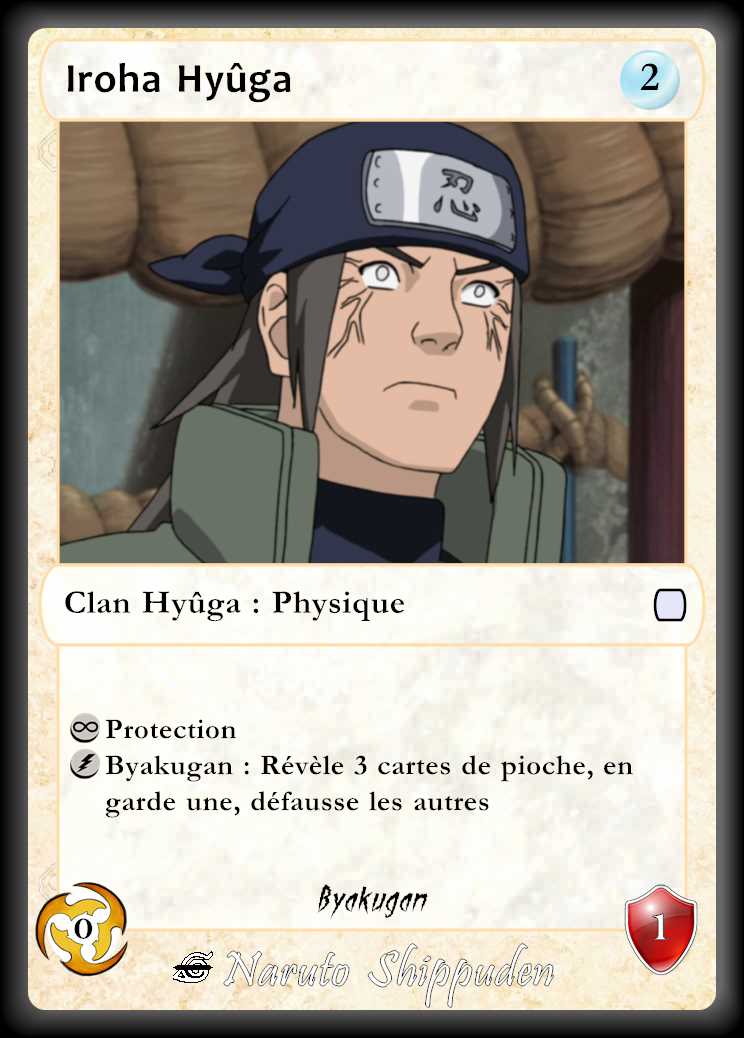 Iroha Hyûga
2
忍
Clan Hyûga : Physique
Protection
Byakugan : Révèle 3 cartes de pioche, en
garde une, défausse les autres
Byakugan
0
1
Naruto Shippuden